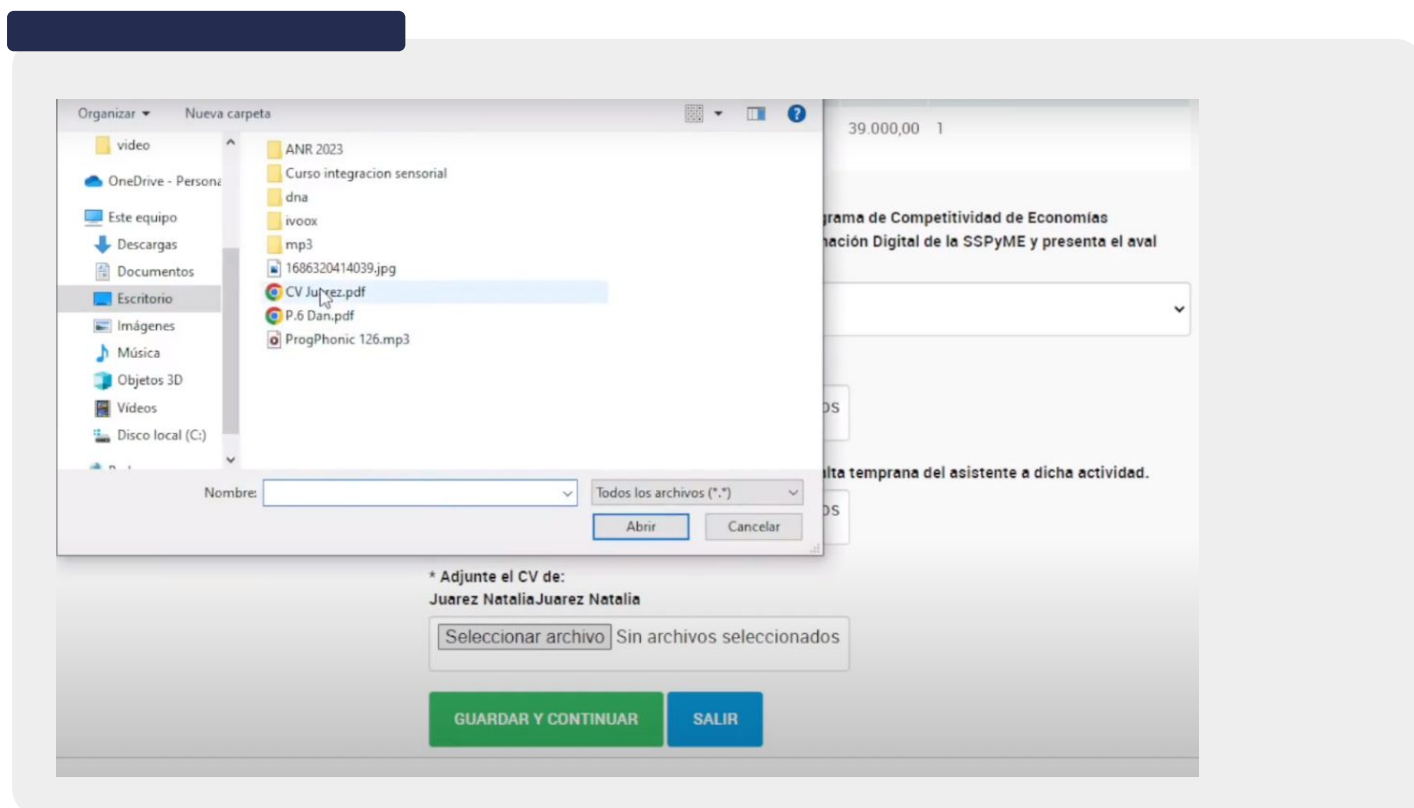 Organizar Nueva carpeta
video
OneDrive - Persona
Este equipo
Descargas
Documentos
Escritorio
Imágenes
Música
Objetos 3D
Vídeos
Disco local (C:)
ANR 2023
Curso integracion sensorial
dna
ivoox
mp3
1686320414039.jpg
CV Juarez.pdf
P.6 Dan.pdf
ProgPhonic 126.mp3
Nombre: Todos los archivos (*.*)
Abrir Cancelar
39.000,00 1
grama de Competitividad de Economías
nación Digital de la SSPyME y presenta el aval
os
alta temprana del asistente a dicha actividad.
os
* Adjunte el CV de:
Juarez NataliaJuarez Natalia
Seleccionar archivo Sin archivos seleccionados
GUARDAR Y CONTINUAR SALIR